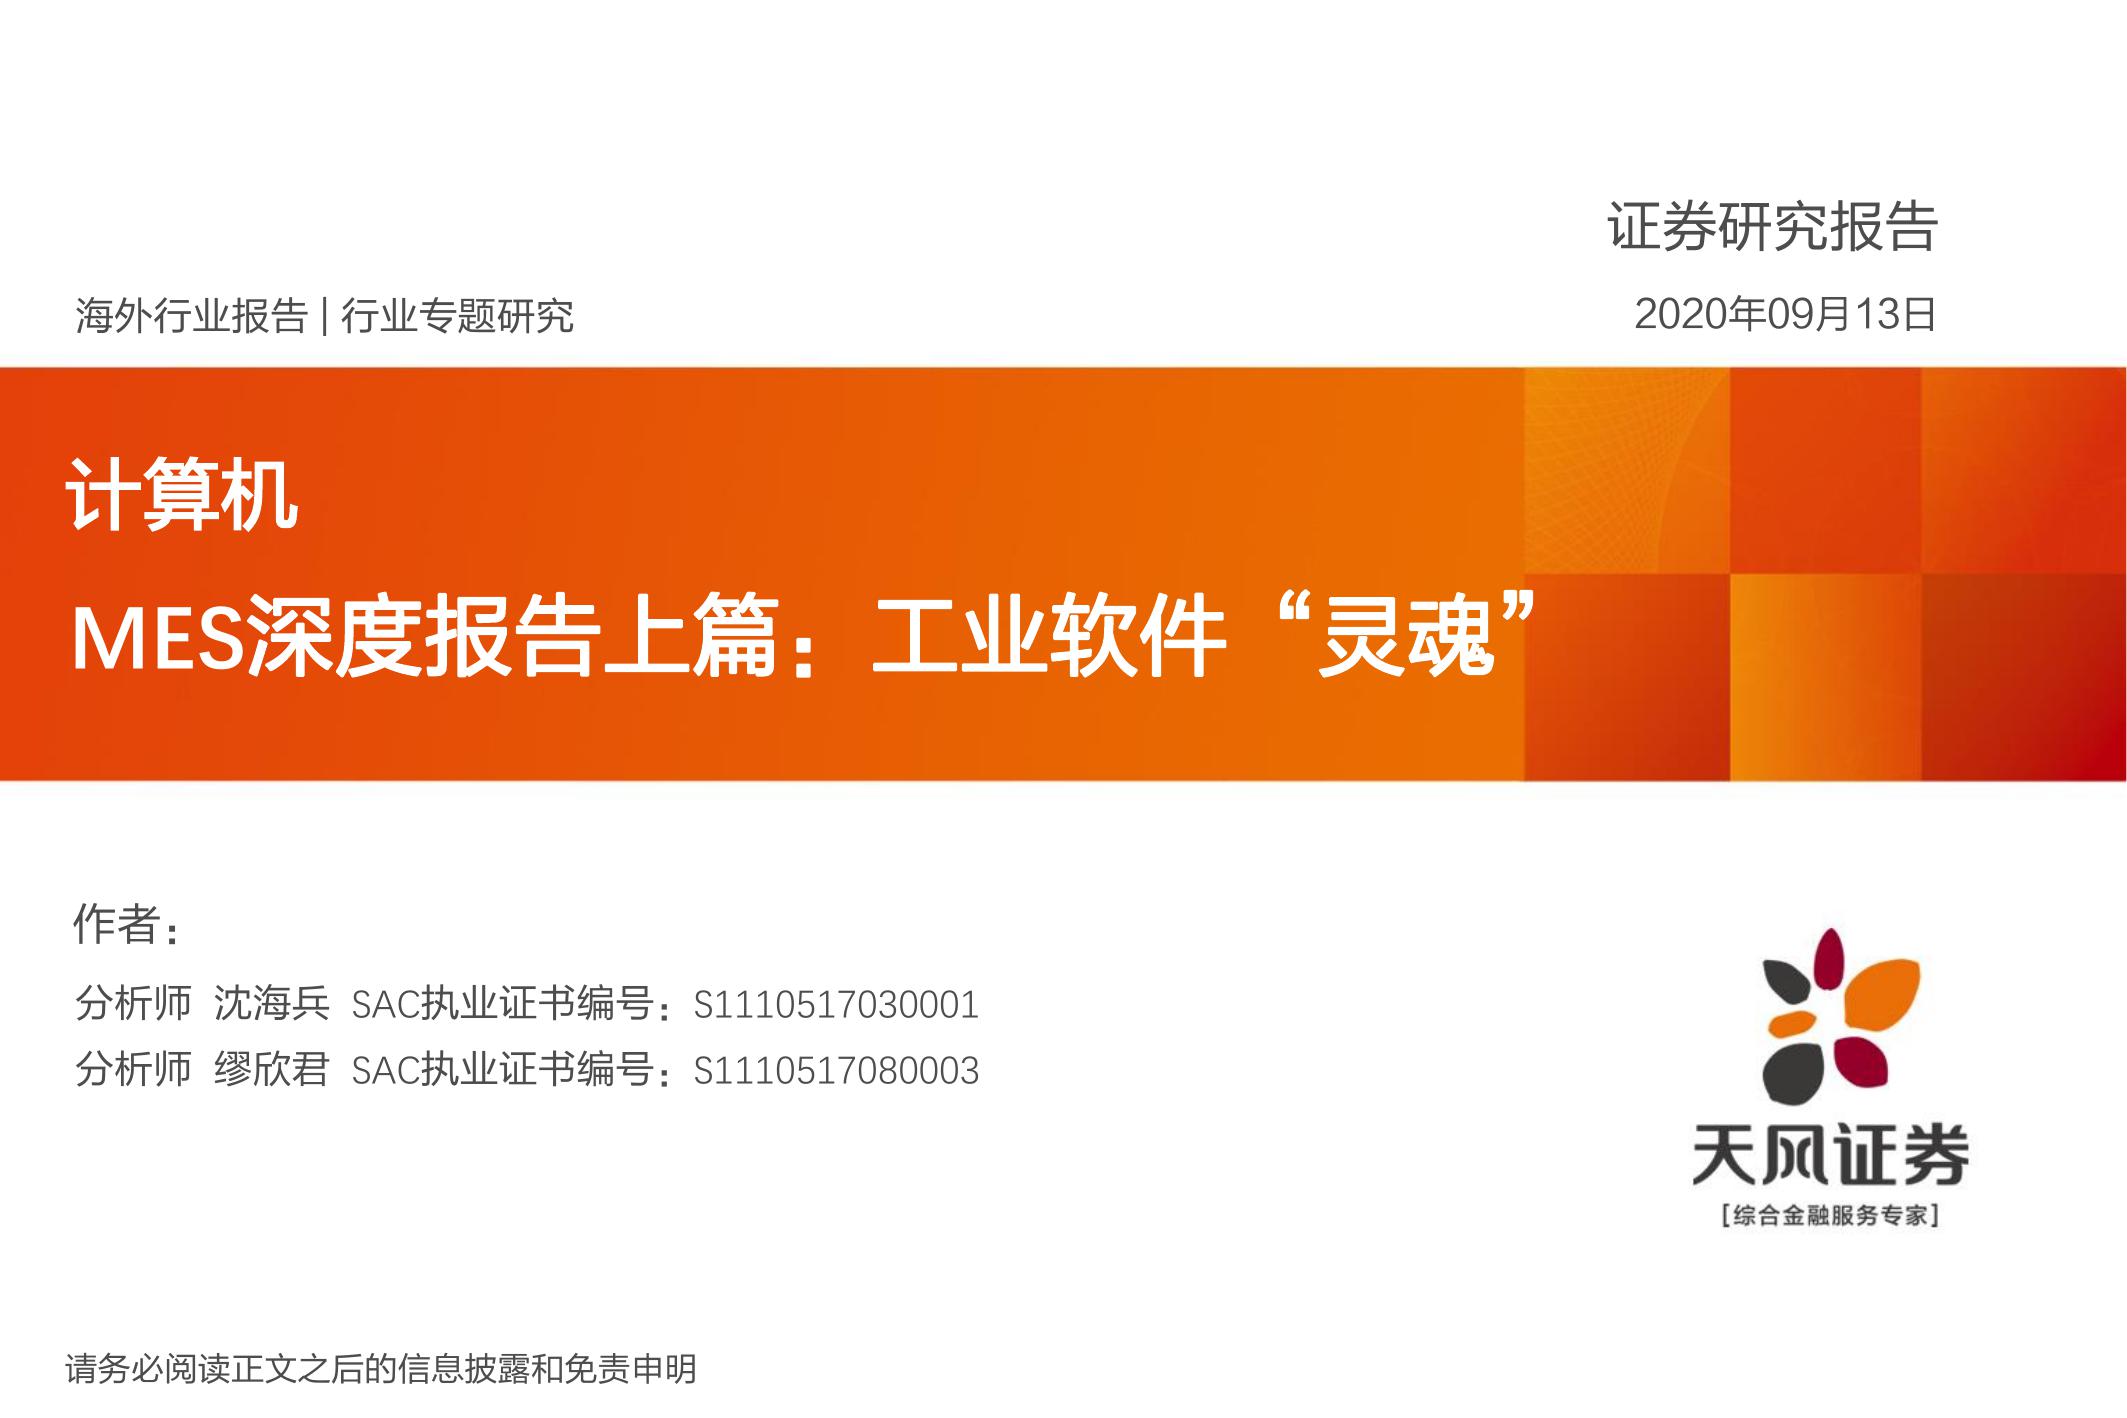 证券研究报告
海外行业报告 | 行业专题研究
2020年09月13日
计算机
MES深度报告上篇：工业软件“灵魂”
作者：
分析师 沈海兵 SAC执业证书编号：S1110517030001
分析师 缪欣君 SAC执业证书编号：S1110517080003
天风证券
[综合金融服务专家]
请务必阅读正文之后的信息披露和免责申明